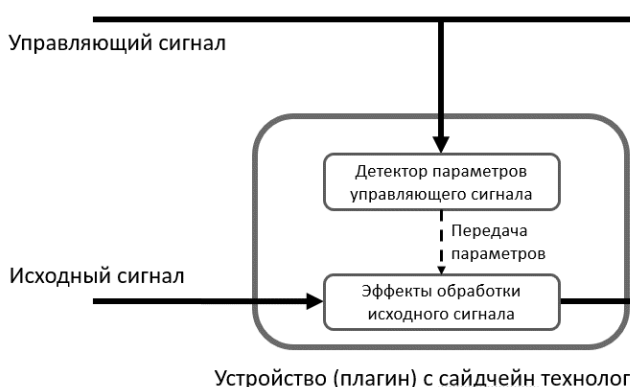 Управляющий сигнал
Детектор параметров
управляющего сигнала
Передача
параметров
Исходный сигнал
Эффекты обработки
исходного сигнала
Устройство (плагин) с сайдчейн технолог